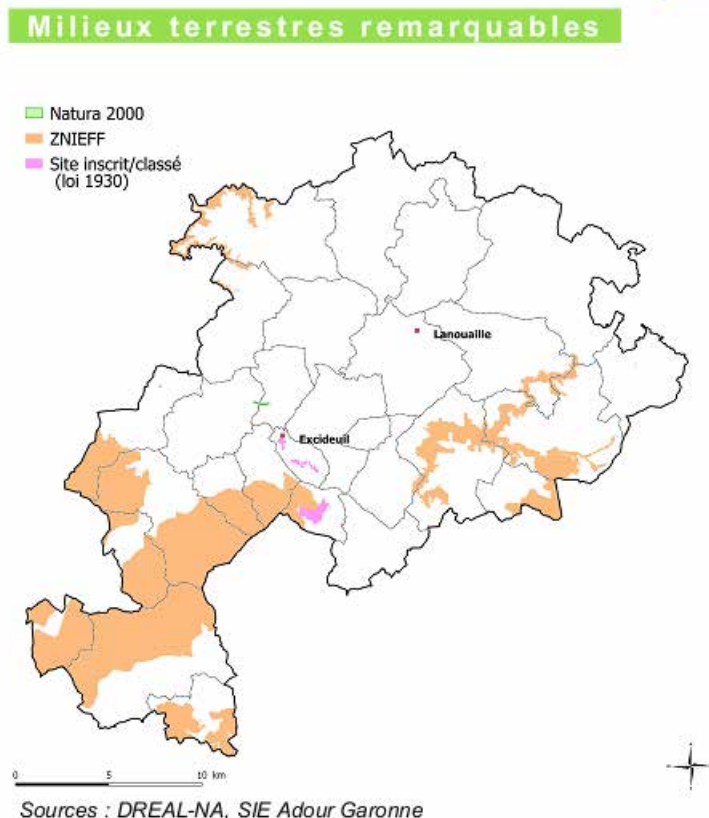 Milieux terrestres remarquables
Natura 2000
ZNIEFF
Site inscrit/classé
(loi 1930)
Lanouaille
Excideuil
0 5 10 km
Sources : DREAL-NA, SIE Adour Garonne